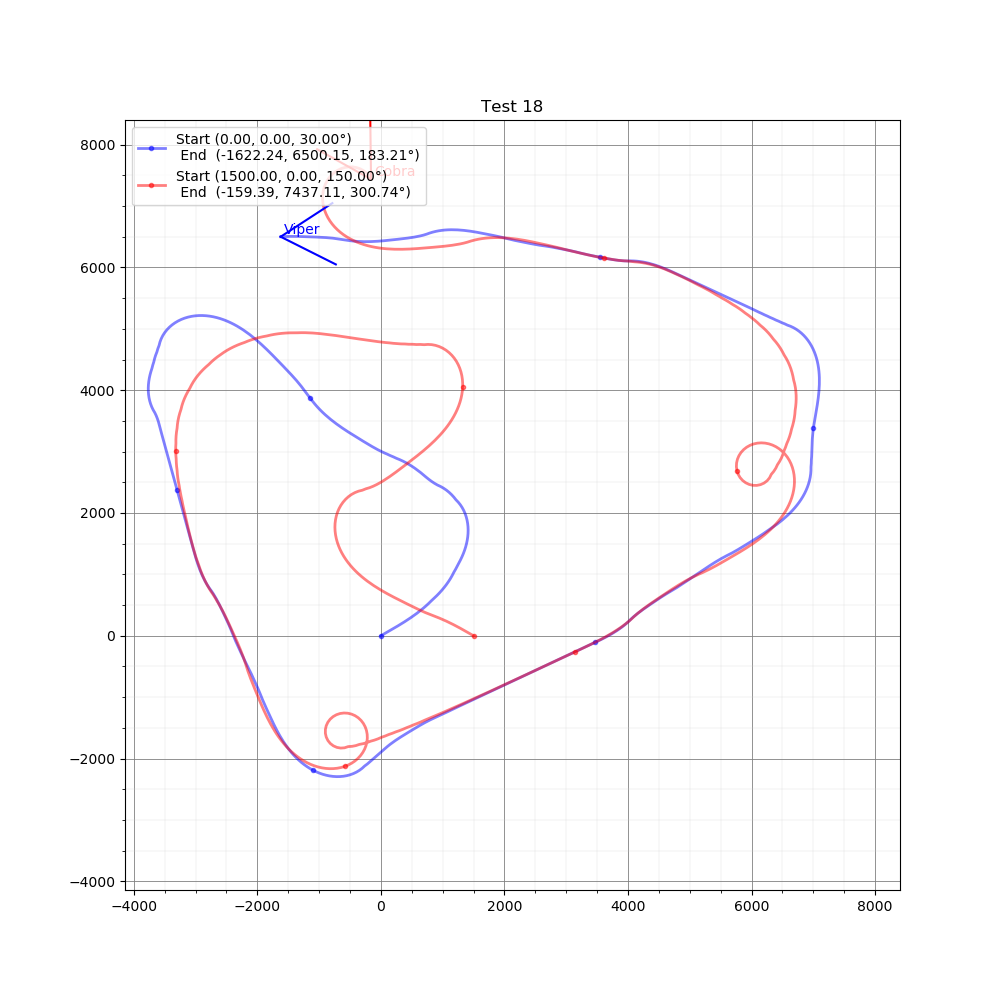 Test 18
Start (0.00, 0.00, 30.00°)
End (-1622.24, 6500.15, 183.21°)
Start (1500.00, 0.00, 150.00°)
End (-159.39, 7437.11, 300.74°)
Cobra
Viper
8000
6000
4000
2000
0
−2000
−4000
−4000 −2000 0 2000 4000 6000 8000